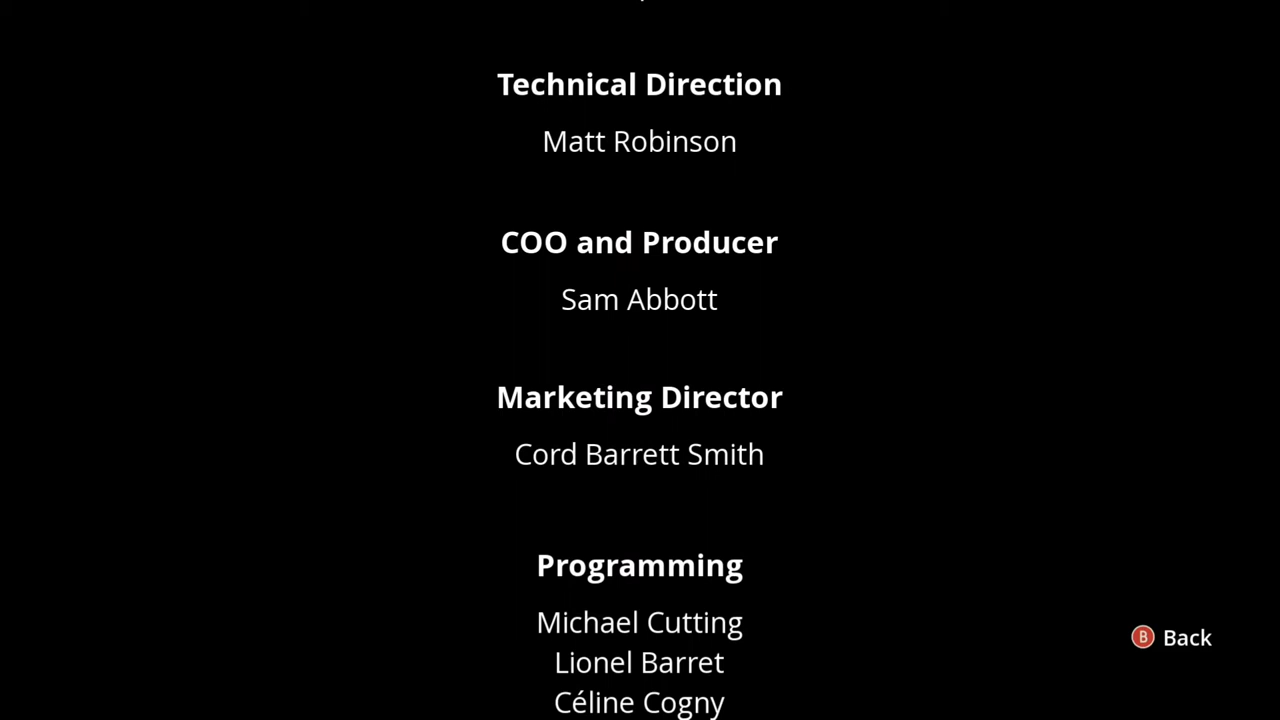 Technical Direction
Matt Robinson
COO and Producer
Sam Abbott
Marketing Director
Cord Barrett Smith
Programming
Michael Cutting
B Back
Lionel Barret
Céline Cogny